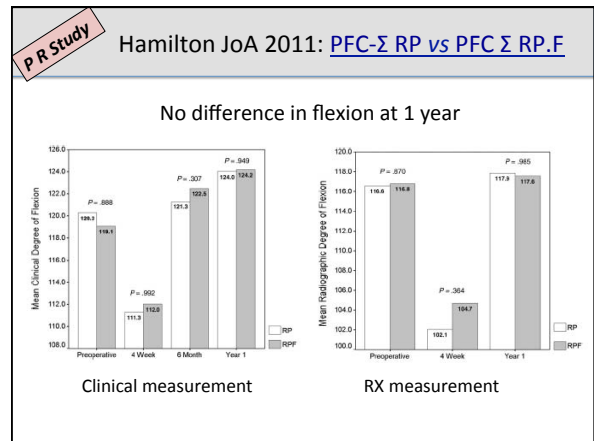 P R Study
Hamilton JoA 2011: PFC-Σ RP vs PFC Σ RP.F
No difference in flexion at 1 year
Mean Clinical Degree of Flexion
126.0
124.0
122.0
120.0
118.0
116.0
114.0
112.0
110.0
108.0
P = .888
P = .992
P = .307
P = .949
119.1
111.3
112.0
121.3
122.5
124.0
124.2
Preoperative
4 Week
6 Month
Year 1
RP
RPF
Clinical measurement
Mean Radiographic Degree of Flexion
120.0
118.0
116.0
114.0
112.0
110.0
108.0
106.0
104.0
102.0
100.0
P = .870
P = .364
P = .985
116.6
116.8
102.1
104.7
117.9
117.6
Preoperative
4 Week
Year 1
RP
RPF
RX measurement